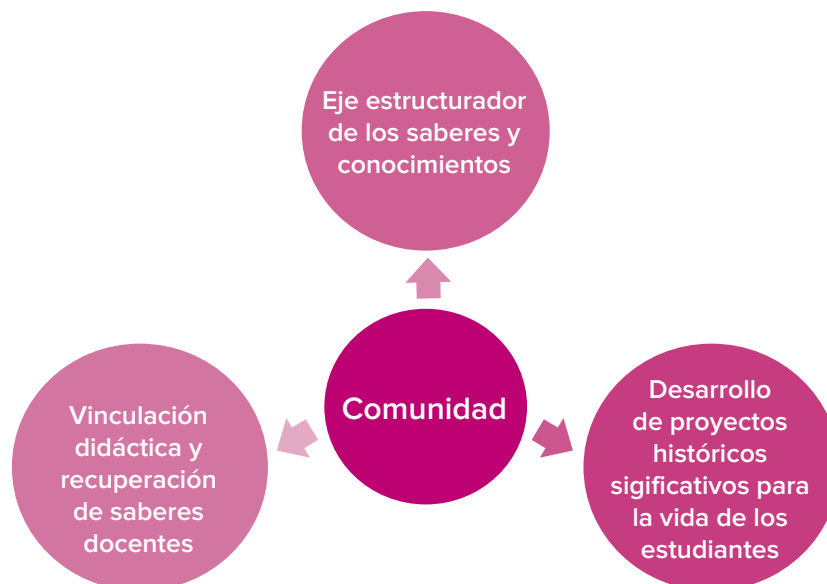 Eje estructurador
de los saberes y
conocimientos
Comunidad
Vinculación
didáctica y
recuperación
de saberes
docentes
Desarrollo
de proyectos
históricos
sigificativos para
la vida de los
estudiantes